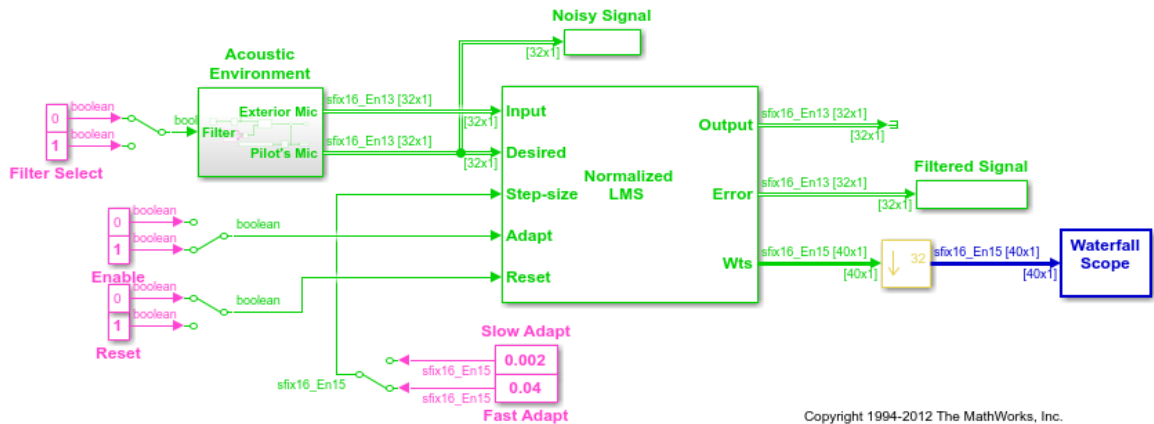 Noisy Signal
[32x1]
Acoustic
Environment
boolean
0
boolean
1
Filter Select
bool
Filter
Exterior Mic
Pilot's Mic
sfix16_En13 [32x1]
[32x1]
sfix16_En13 [32x1]
[32x1]
Input
Desired
Step-size
Adapt
Reset
Normalized
LMS
Output
Error
Wts
sfix16_En13 [32x1]
[32x1]
sfix16_En13 [32x1]
[32x1]
Filtered Signal
sfix16_En15 [40x1]
[40x1]
32
sfix16_En15 [40x1]
[40x1]
Waterfall
Scope
boolean
0
boolean
1
boolean
Enable
boolean
0
boolean
1
boolean
Reset
Slow Adapt
0.002
sfix16_En15
0.04
sfix16_En15
Fast Adapt
sfix16_En15
Copyright 1994-2012 The MathWorks, Inc.